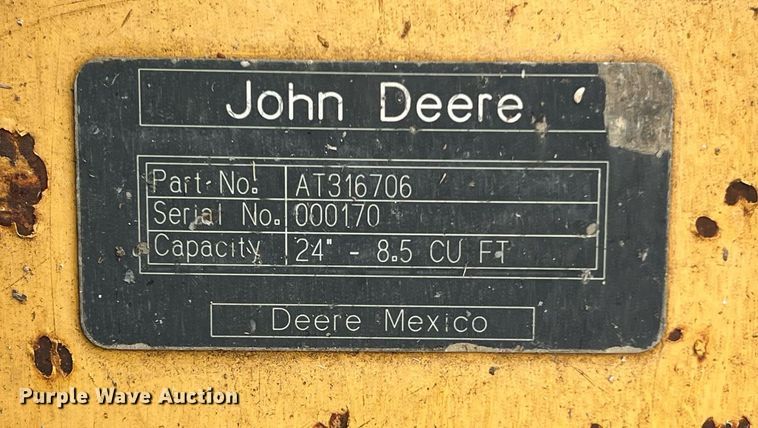 John Deere
Part No. AT316706
Serial No. 000170
Capacity 24" - 8.5 CU FT
Deere Mexico
Purple Wave Auction